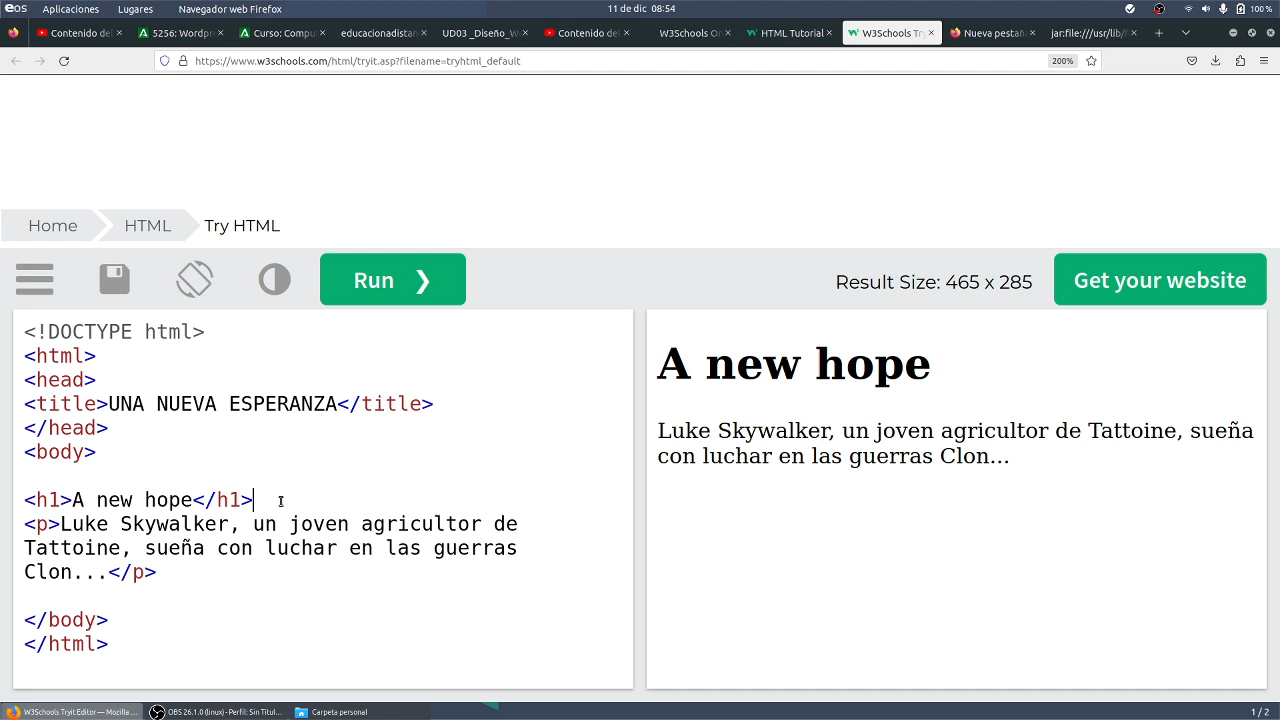 eOS Aplicaciones Lugares Navegador web Firefox 11 de dic 08:54 100 %
Contenido del 5256: Wordpr Curso: Compu educacionadistan UD03_Diseño_W Contenido del W3Schools On HTML Tutorial W3Schools Try Nueva pestaña jar:file:///usr/lib/f
https://www.w3schools.com/html/tryit.asp?filename=tryhtml_default 200%
Home HTML Try HTML
Run ❯ Result Size: 465 x 285 Get your website
<!DOCTYPE html>
<html>
<head>
<title>UNA NUEVA ESPERANZA</title>
</head>
<body>
<h1>A new hope</h1>
<p>Luke Skywalker, un joven agricultor de
Tattoine, sueña con luchar en las guerras
Clon...</p>
</body>
</html>
A new hope
Luke Skywalker, un joven agricultor de Tattoine, sueña
con luchar en las guerras Clon...
W3Schools Tryit Editor — Mozilla ... OBS 26.1.0 (linux) - Perfil: Sin Titul... Carpeta personal 1 / 2